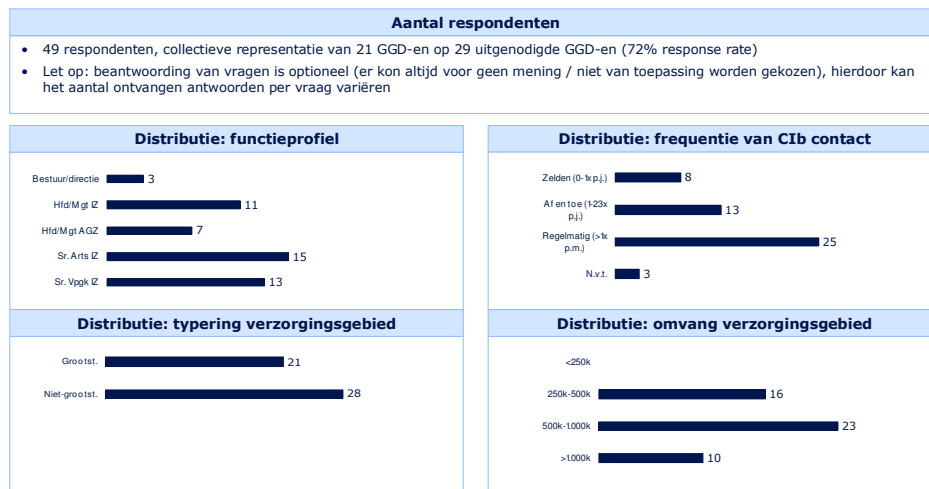 Aantal respondenten
• 49 respondenten, collectieve representatie van 21 GGD-en op 29 uitgenodigde GGD-en (72% response rate)
• Let op: beantwoording van vragen is optioneel (er kon altijd voor geen mening / niet van toepassing worden gekozen), hierdoor kan
het aantal ontvangen antwoorden per vraag variëren
Distributie: functieprofiel
Bestuur/directie 3
Hfd/Mgt IZ 11
Hfd/Mgt AGZ 7
Sr. Arts IZ 15
Sr. Vpgk IZ 13
Distributie: frequentie van CIb contact
Zelden (0-1x p.j.) 8
Af en toe (1-23x
p.j.) 13
Regelmatig (>1x
p.m.) 25
N.v.t. 3
Distributie: typering verzorgingsgebied
Grootst. 21
Niet-grootst. 28
Distributie: omvang verzorgingsgebied
<250k
250k-500k 16
500k-1.000k 23
>1.000k 10